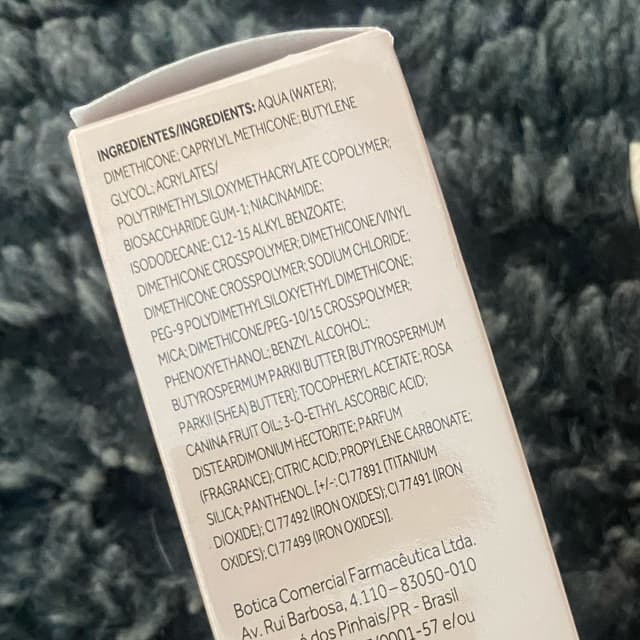 INGREDIENTES/INGREDIENTS: AQUA (WATER);
DIMETHICONE; CAPRYLYL METHICONE; BUTYLENE
GLYCOL; ACRYLATES/
POLYTRIMETHYLSILOXYMETHACRYLATE COPOLYMER;
BIOSACCHARIDE GUM-1; NIACINAMIDE;
ISODODECANE; C12-15 ALKYL BENZOATE;
DIMETHICONE CROSSPOLYMER; DIMETHICONE/VINYL
DIMETHICONE CROSSPOLYMER; SODIUM CHLORIDE;
PEG-9 POLYDIMETHYLSILOXYETHYL DIMETHICONE;
MICA; DIMETHICONE/PEG-10/15 CROSSPOLYMER;
PHENOXYETHANOL; BENZYL ALCOHOL;
BUTYROSPERMUM PARKII BUTTER [BUTYROSPERMUM
PARKII (SHEA) BUTTER]; TOCOPHERYL ACETATE; ROSA
CANINA FRUIT OIL; 3-O-ETHYL ASCORBIC ACID;
DISTEARDIMONIUM HECTORITE; PARFUM
(FRAGRANCE); CITRIC ACID; PROPYLENE CARBONATE;
SILICA; PANTHENOL. [+/-: CI 77891 (TITANIUM
DIOXIDE); CI 77492 (IRON OXIDES); CI 77491 (IRON
OXIDES); CI 77499 (IRON OXIDES)].
Botica Comercial Farmacêutica Ltda.
Av. Rui Barbosa, 4.110 – 83050-010
dos Pinhais/PR - Brasil
/0001-57 e/ou